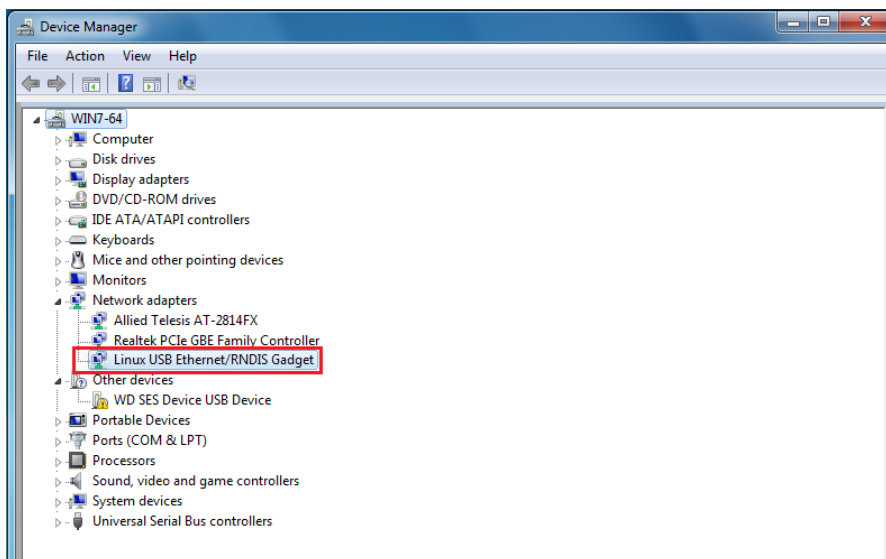 Device Manager
File Action View Help
WIN7-64
Computer
Disk drives
Display adapters
DVD/CD-ROM drives
IDE ATA/ATAPI controllers
Keyboards
Mice and other pointing devices
Monitors
Network adapters
Allied Telesis AT-2814FX
Realtek PCIe GBE Family Controller
Linux USB Ethernet/RNDIS Gadget
Other devices
WD SES Device USB Device
Portable Devices
Ports (COM & LPT)
Processors
Sound, video and game controllers
System devices
Universal Serial Bus controllers